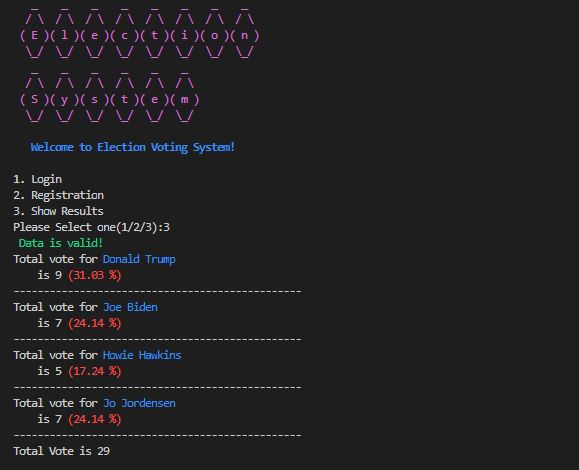 ( E )( l )( e )( c )( t )( i )( o )( n )
( S )( y )( s )( t )( e )( m )
Welcome to Election Voting System!
1. Login
2. Registration
3. Show Results
Please Select one(1/2/3):3
Data is valid!
Total vote for Donald Trump
is 9 (31.03 %)
------------------------------------------------
Total vote for Joe Biden
is 7 (24.14 %)
------------------------------------------------
Total vote for Howie Hawkins
is 5 (17.24 %)
------------------------------------------------
Total vote for Jo Jordensen
is 7 (24.14 %)
------------------------------------------------
Total Vote is 29